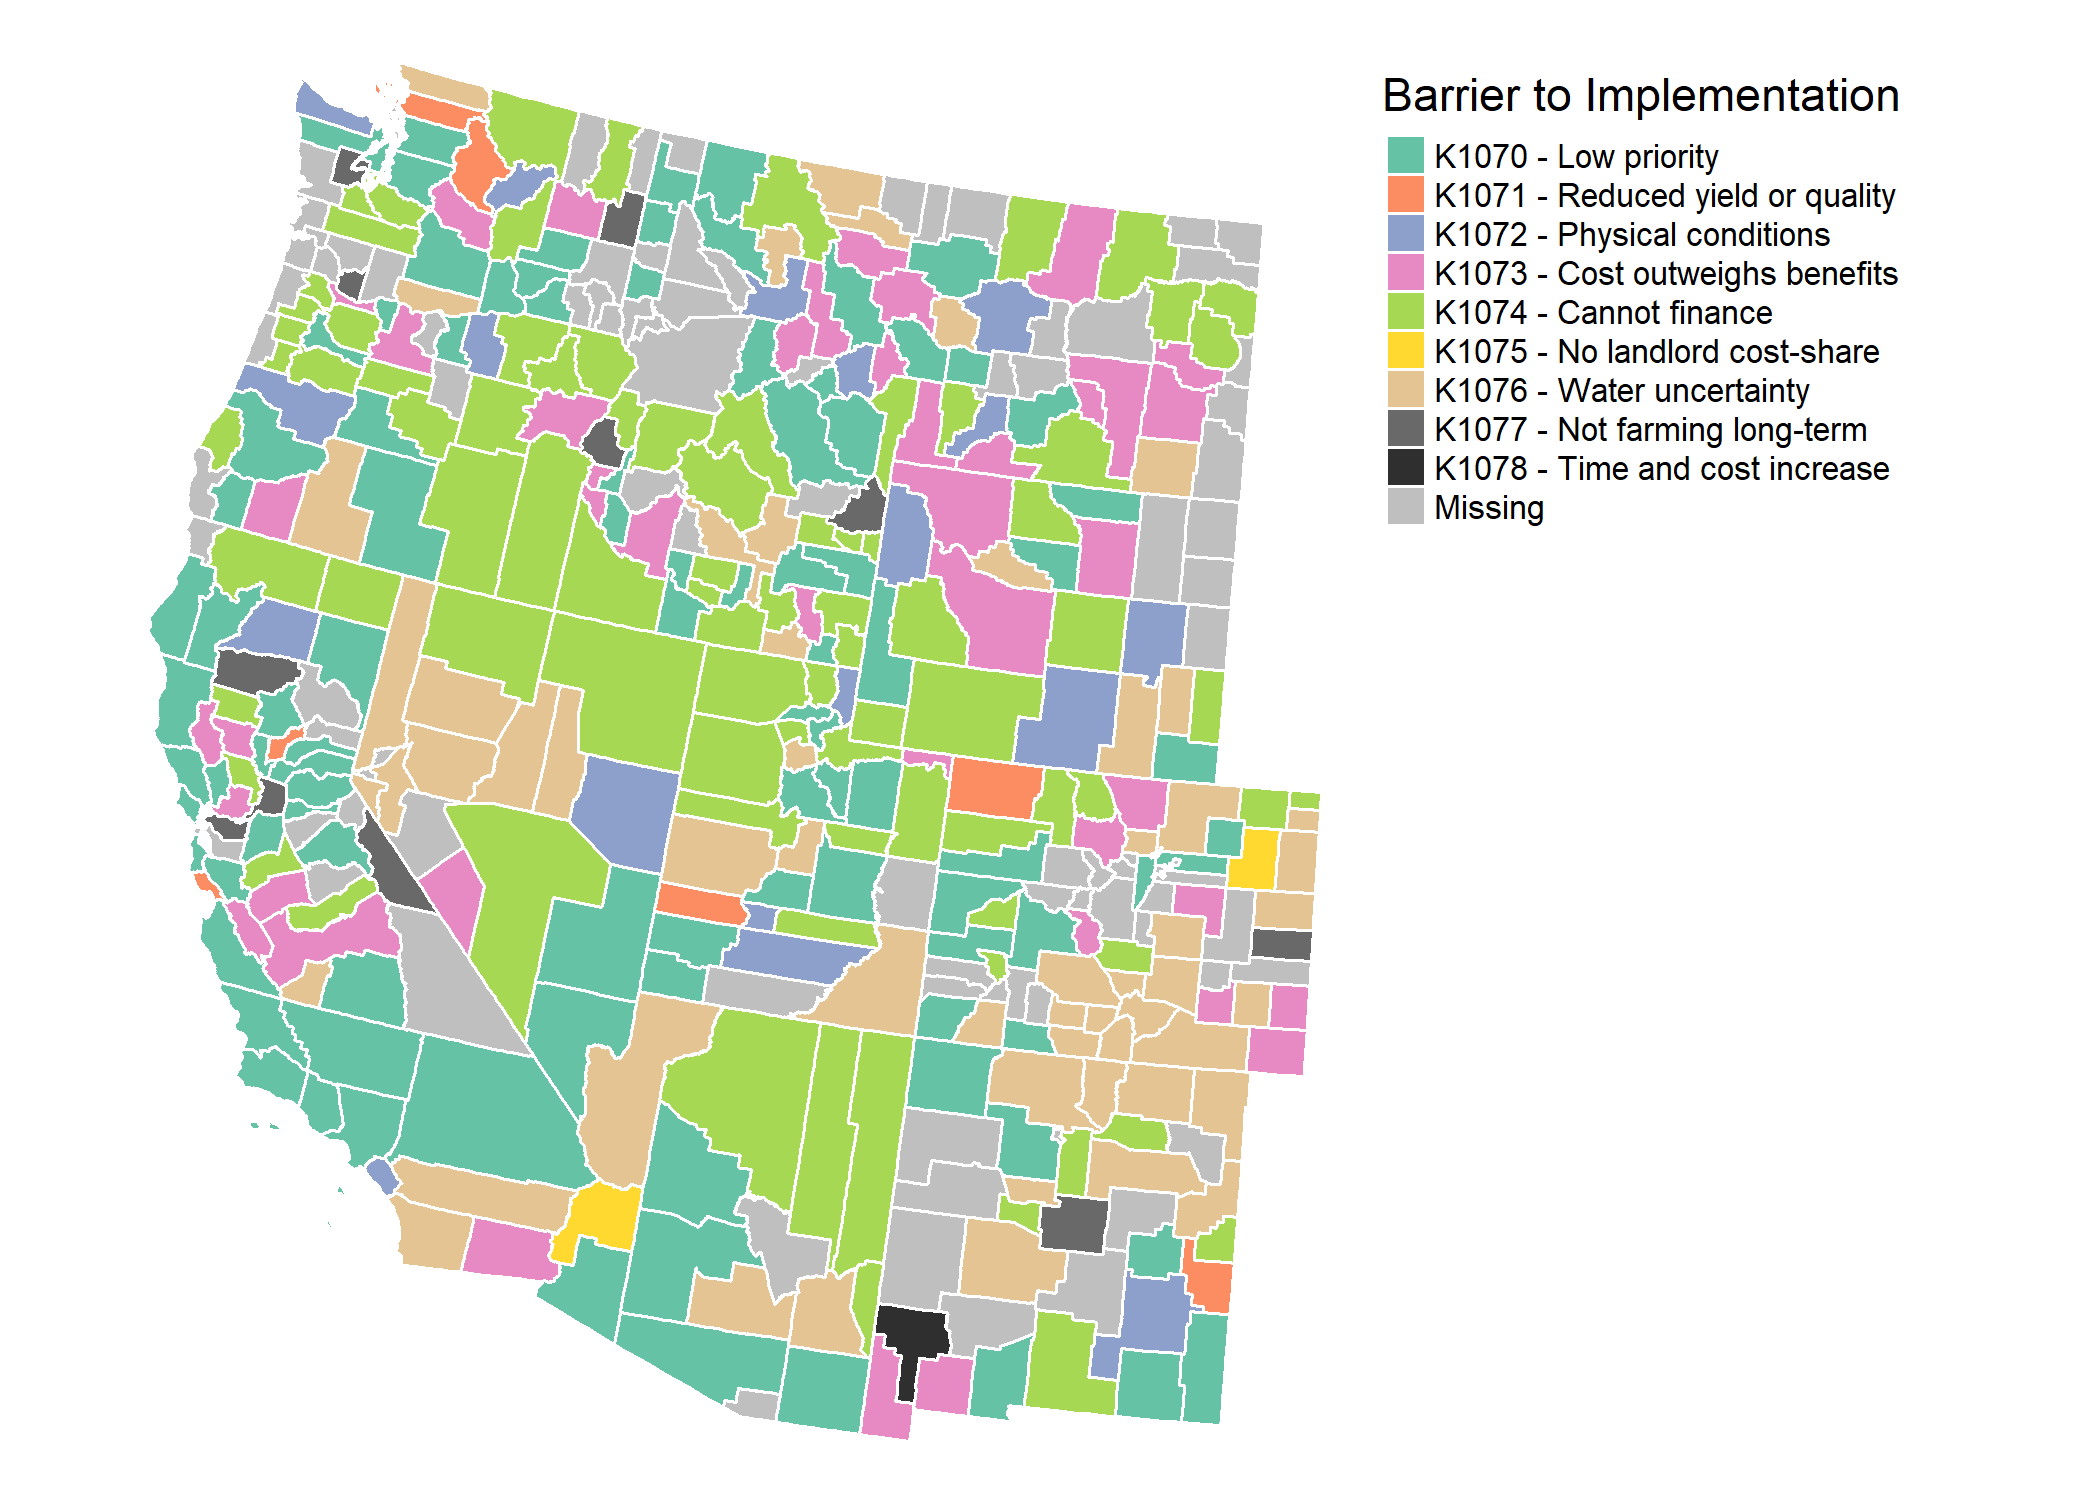 Barrier to Implementation
K1070 - Low priority
K1071 - Reduced yield or quality
K1072 - Physical conditions
K1073 - Cost outweighs benefits
K1074 - Cannot finance
K1075 - No landlord cost-share
K1076 - Water uncertainty
K1077 - Not farming long-term
K1078 - Time and cost increase
Missing